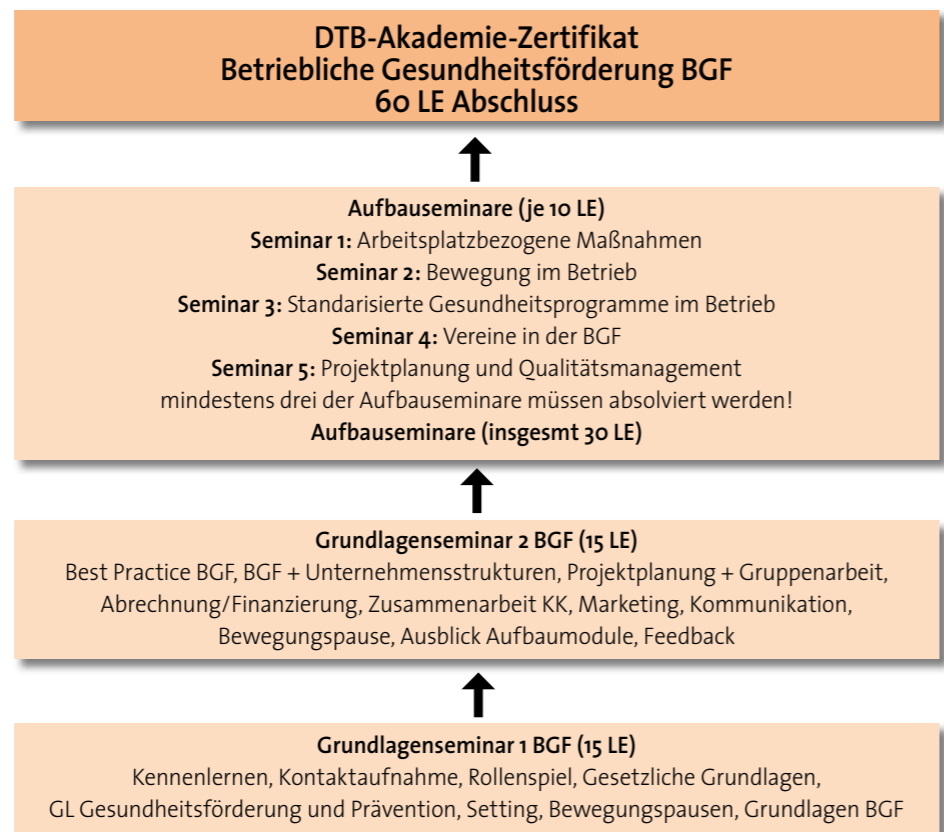 DTB-Akademie-Zertifikat
Betriebliche Gesundheitsförderung BGF
60 LE Abschluss
Aufbauseminare (je 10 LE)
Seminar 1: Arbeitsplatzbezogene Maßnahmen
Seminar 2: Bewegung im Betrieb
Seminar 3: Standarisierte Gesundheitsprogramme im Betrieb
Seminar 4: Vereine in der BGF
Seminar 5: Projektplanung und Qualitätsmanagement
mindestens drei der Aufbauseminare müssen absolviert werden!
Aufbauseminare (insgesmt 30 LE)
Grundlagenseminar 2 BGF (15 LE)
Best Practice BGF, BGF + Unternehmensstrukturen, Projektplanung + Gruppenarbeit,
Abrechnung/Finanzierung, Zusammenarbeit KK, Marketing, Kommunikation,
Bewegungspause, Ausblick Aufbaumodule, Feedback
Grundlagenseminar 1 BGF (15 LE)
Kennenlernen, Kontaktaufnahme, Rollenspiel, Gesetzliche Grundlagen,
GL Gesundheitsförderung und Prävention, Setting, Bewegungspausen, Grundlagen BGF